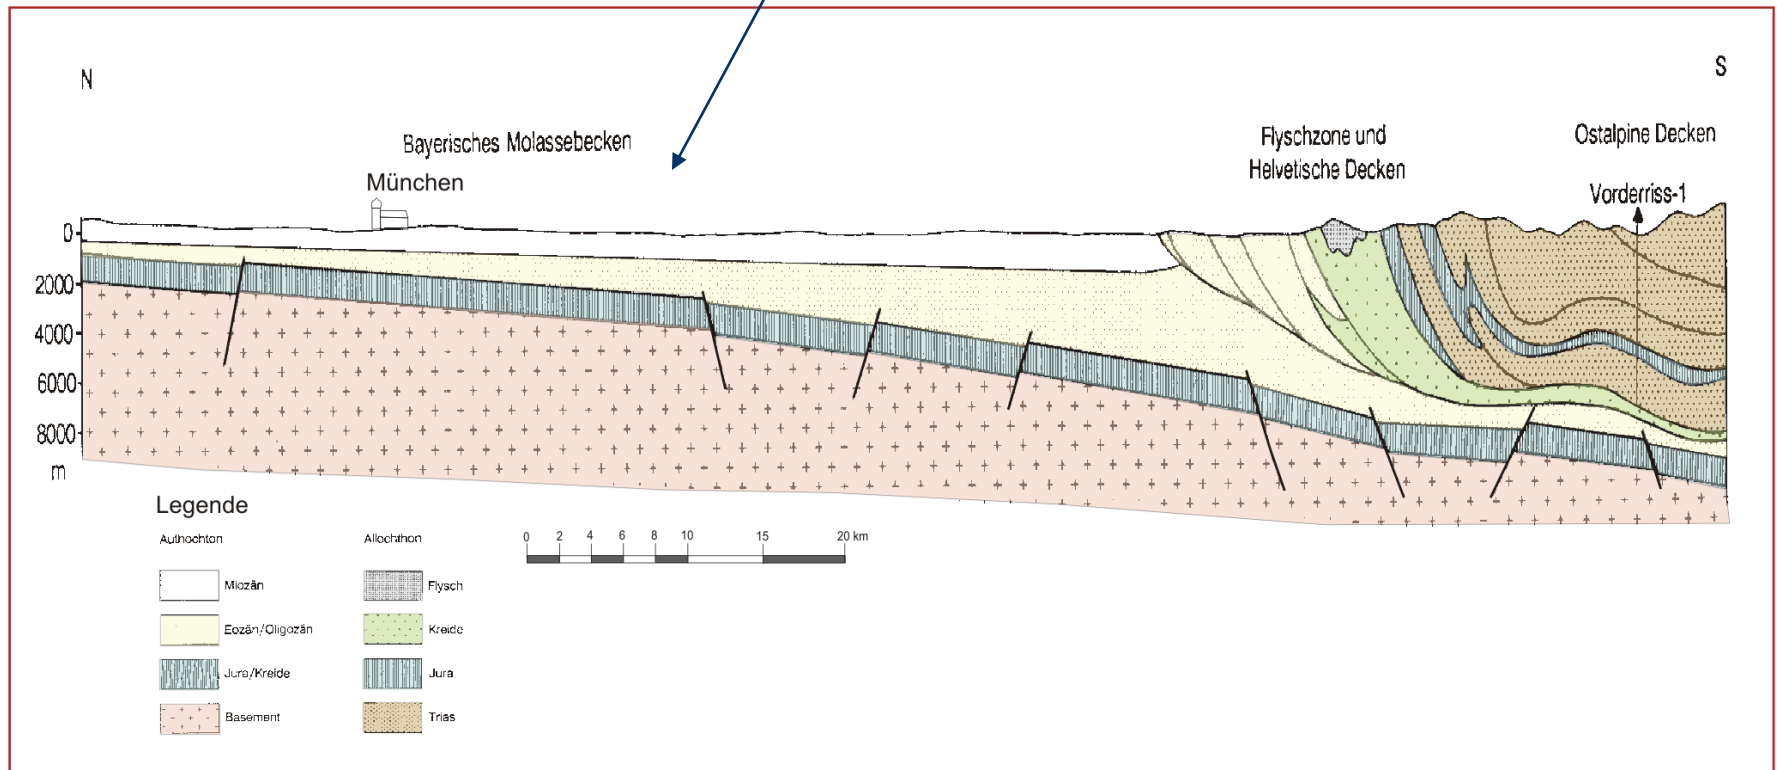 N
S
Bayerisches Molassebecken
München
Flyschzone und
Helvetische Decken
Ostalpine Decken
Vorderriss-1
0
2000
4000
6000
8000
m
Legende
Authochton
Allochthon
0 2 4 6 8 10 15 20 km
Miozän
Flysch
Eozän/Oligozän
Kreide
Jura/Kreide
Jura
Basement
Trias